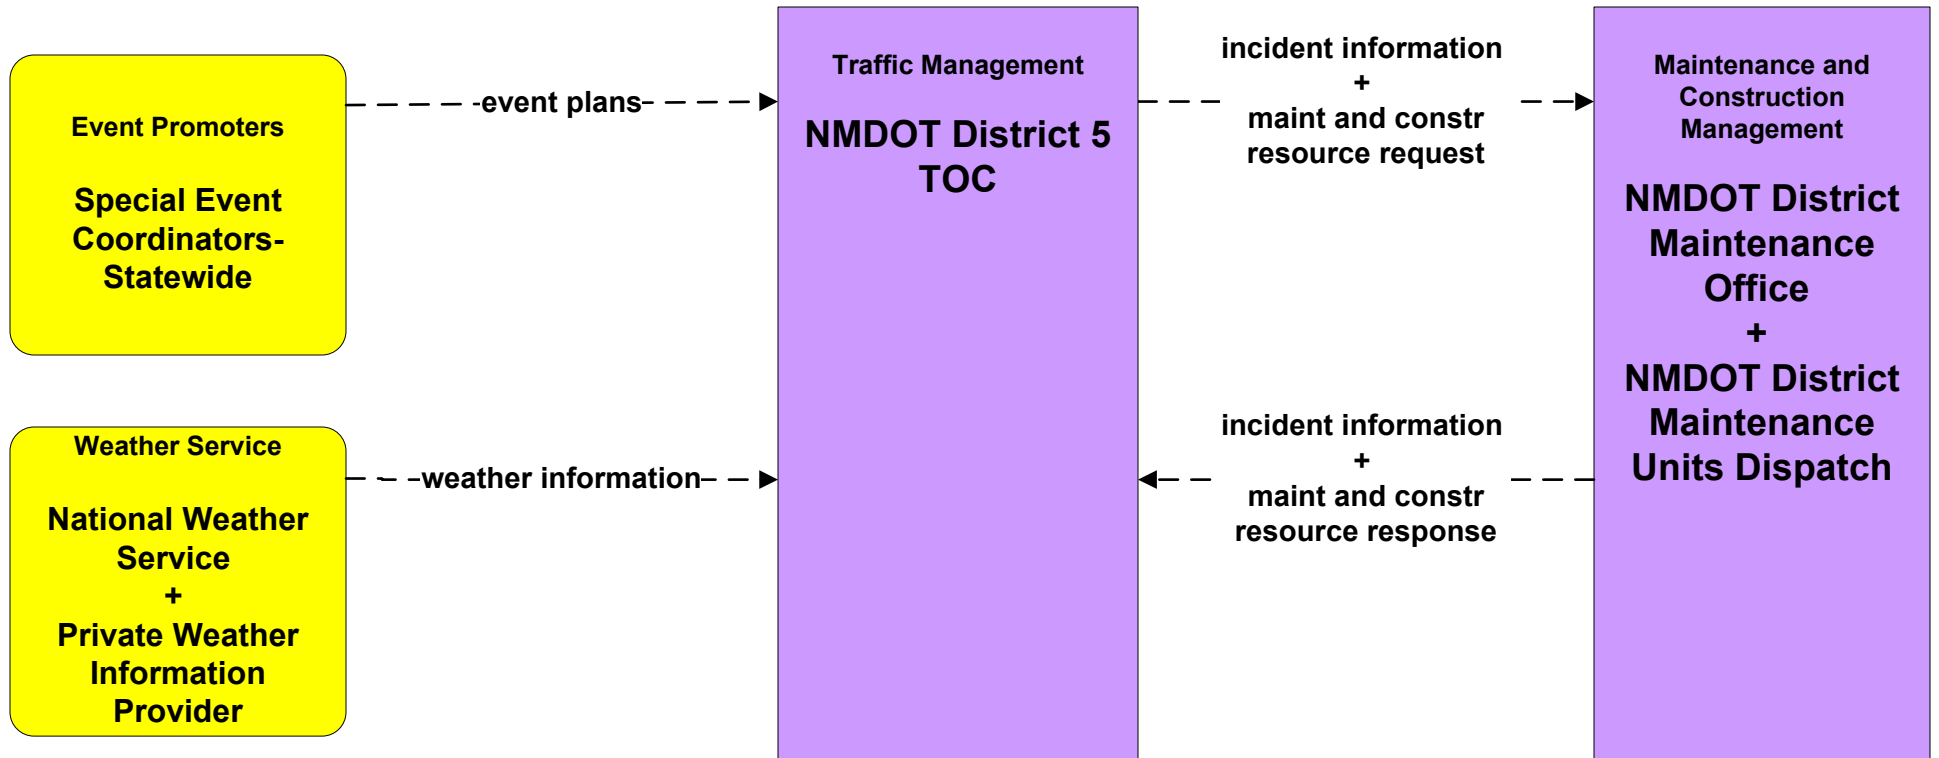 Event Promoters
Special Event
Coordinators-
Statewide
event plans
Traffic Management
NMDOT District 5
TOC
incident information
+
maint and constr
resource request
Maintenance and
Construction
Management
NMDOT District
Maintenance
Office
+
NMDOT District
Maintenance
Units Dispatch
Weather Service
National Weather
Service
+
Private Weather
Information
Provider
weather information
incident information
+
maint and constr
resource response